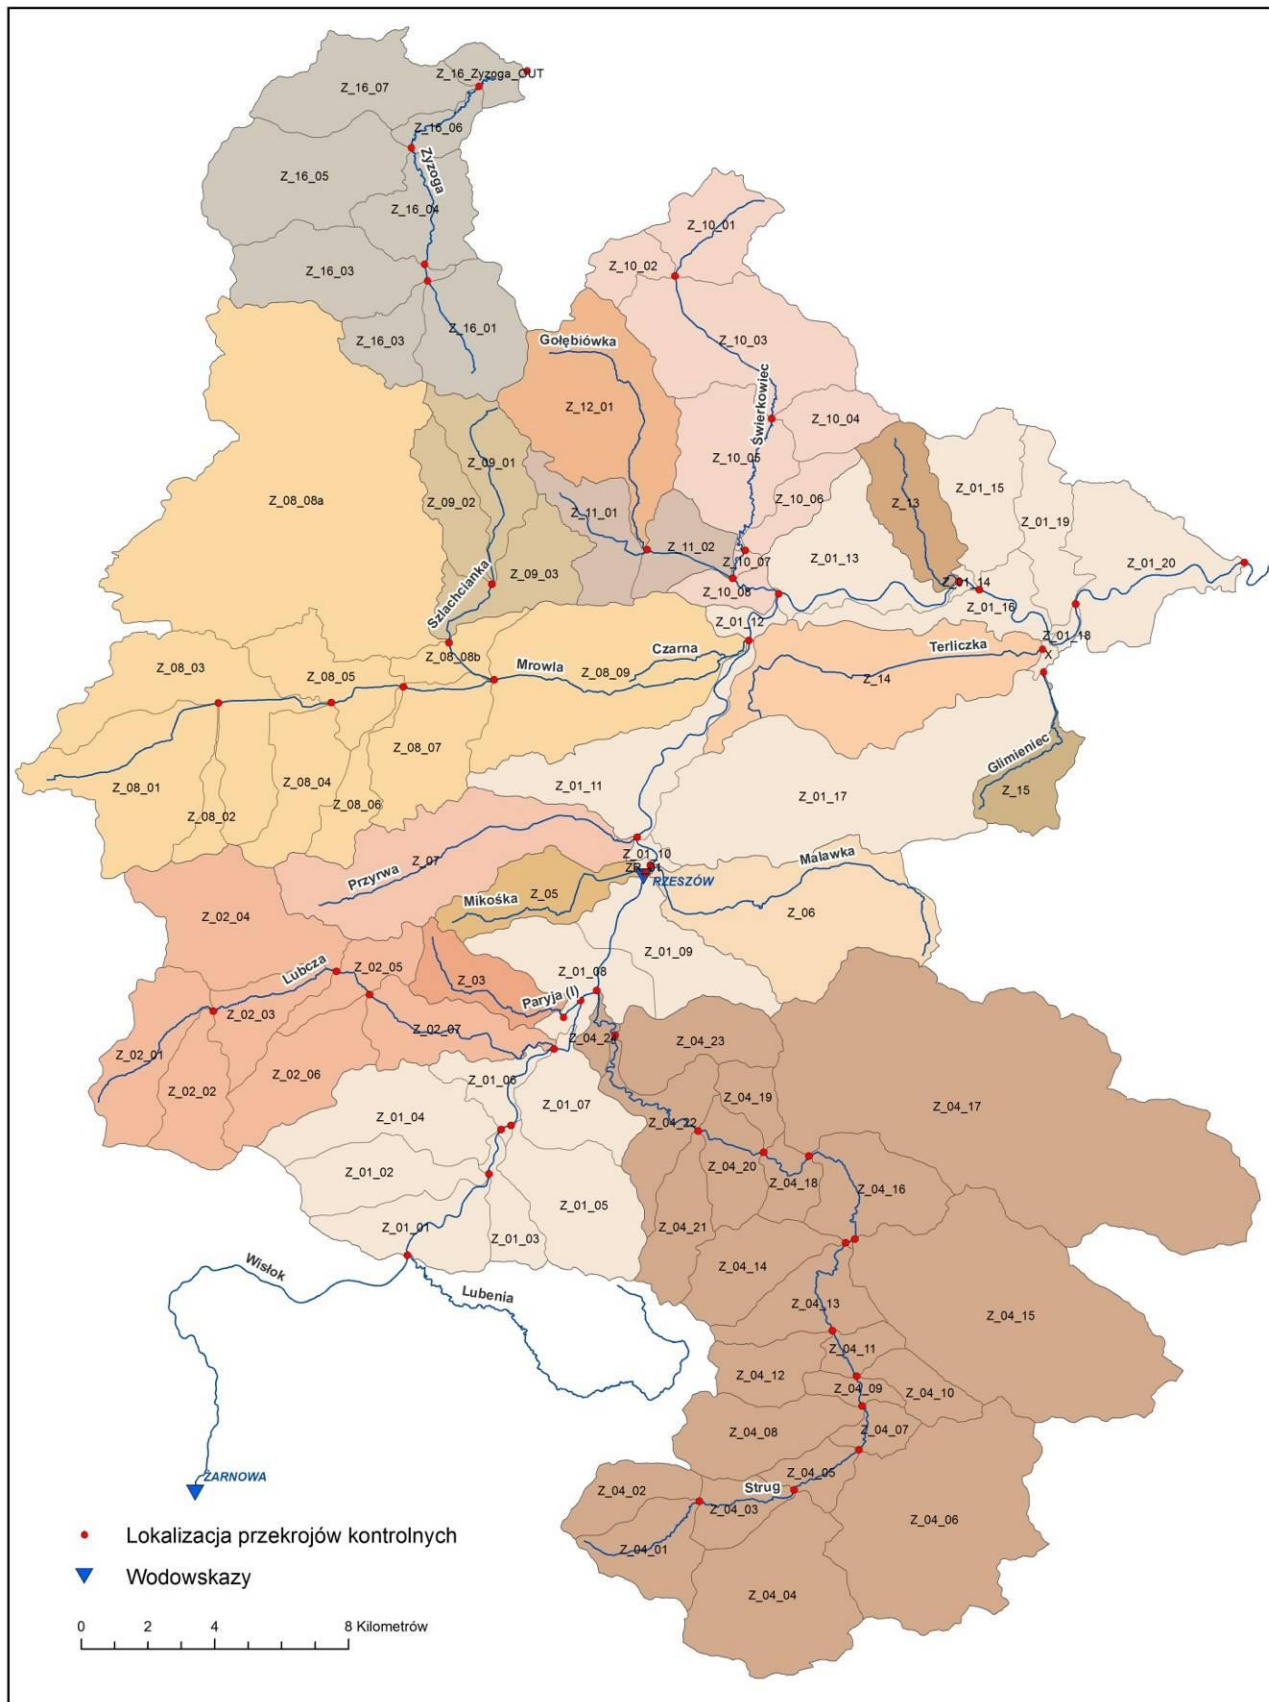 Z_16_Zyzoga_OUT
Z_16_07
Z_16_06
Zyzoga
Z_16_05
Z_16_04
Z_16_03
Z_16_03
Z_16_01
Z_10_01
Z_10_02
Z_10_03
Gołębiówka
Z_12_01
Świerkowiec
Z_10_04
Z_10_05
Z_10_06
Z_09_01
Z_09_02
Z_08_08a
Z_11_01
Z_11_02
Z_13
Z_01_15
Z_01_19
Z_10_07
Z_01_13
Z_01_20
Z_09_03
Szlachcianka
Z_10_08
Z_01_14
Z_01_16
Z_01_12
Z_01_18
X
Terliczka
Z_14
Z_08_03
Z_08_05
Z_08_08b
Mrowla
Czarna
Z_08_09
Z_08_07
Glimieniec
Z_15
Z_08_01
Z_08_04
Z_08_06
Z_08_02
Z_01_11
Z_01_17
Z_01_10
Malawka
RZESZÓW
Przyrwa
Z_07
Mikośka
Z_05
Z_06
Z_02_04
Z_01_09
Lubcza
Z_02_05
Z_03
Z_01_08
Paryja (I)
Z_02_03
Z_02_07
Z_04_24
Z_04_23
Z_02_01
Z_02_02
Z_02_06
Z_01_06
Z_01_07
Z_04_19
Z_04_17
Z_01_04
Z_04_22
Z_04_20
Z_04_18
Z_04_16
Z_01_02
Z_01_05
Z_04_21
Z_01_01
Z_01_03
Z_04_14
Wisłok
Lubenia
Z_04_13
Z_04_15
Z_04_11
Z_04_12
Z_04_09
Z_04_10
Z_04_08
Z_04_07
Z_04_05
ŻARNOWA
Z_04_02
Strug
Z_04_03
Z_04_06
Z_04_01
Z_04_04
Lokalizacja przekrojów kontrolnych
Wodowskazy
0 2 4 8 Kilometrów